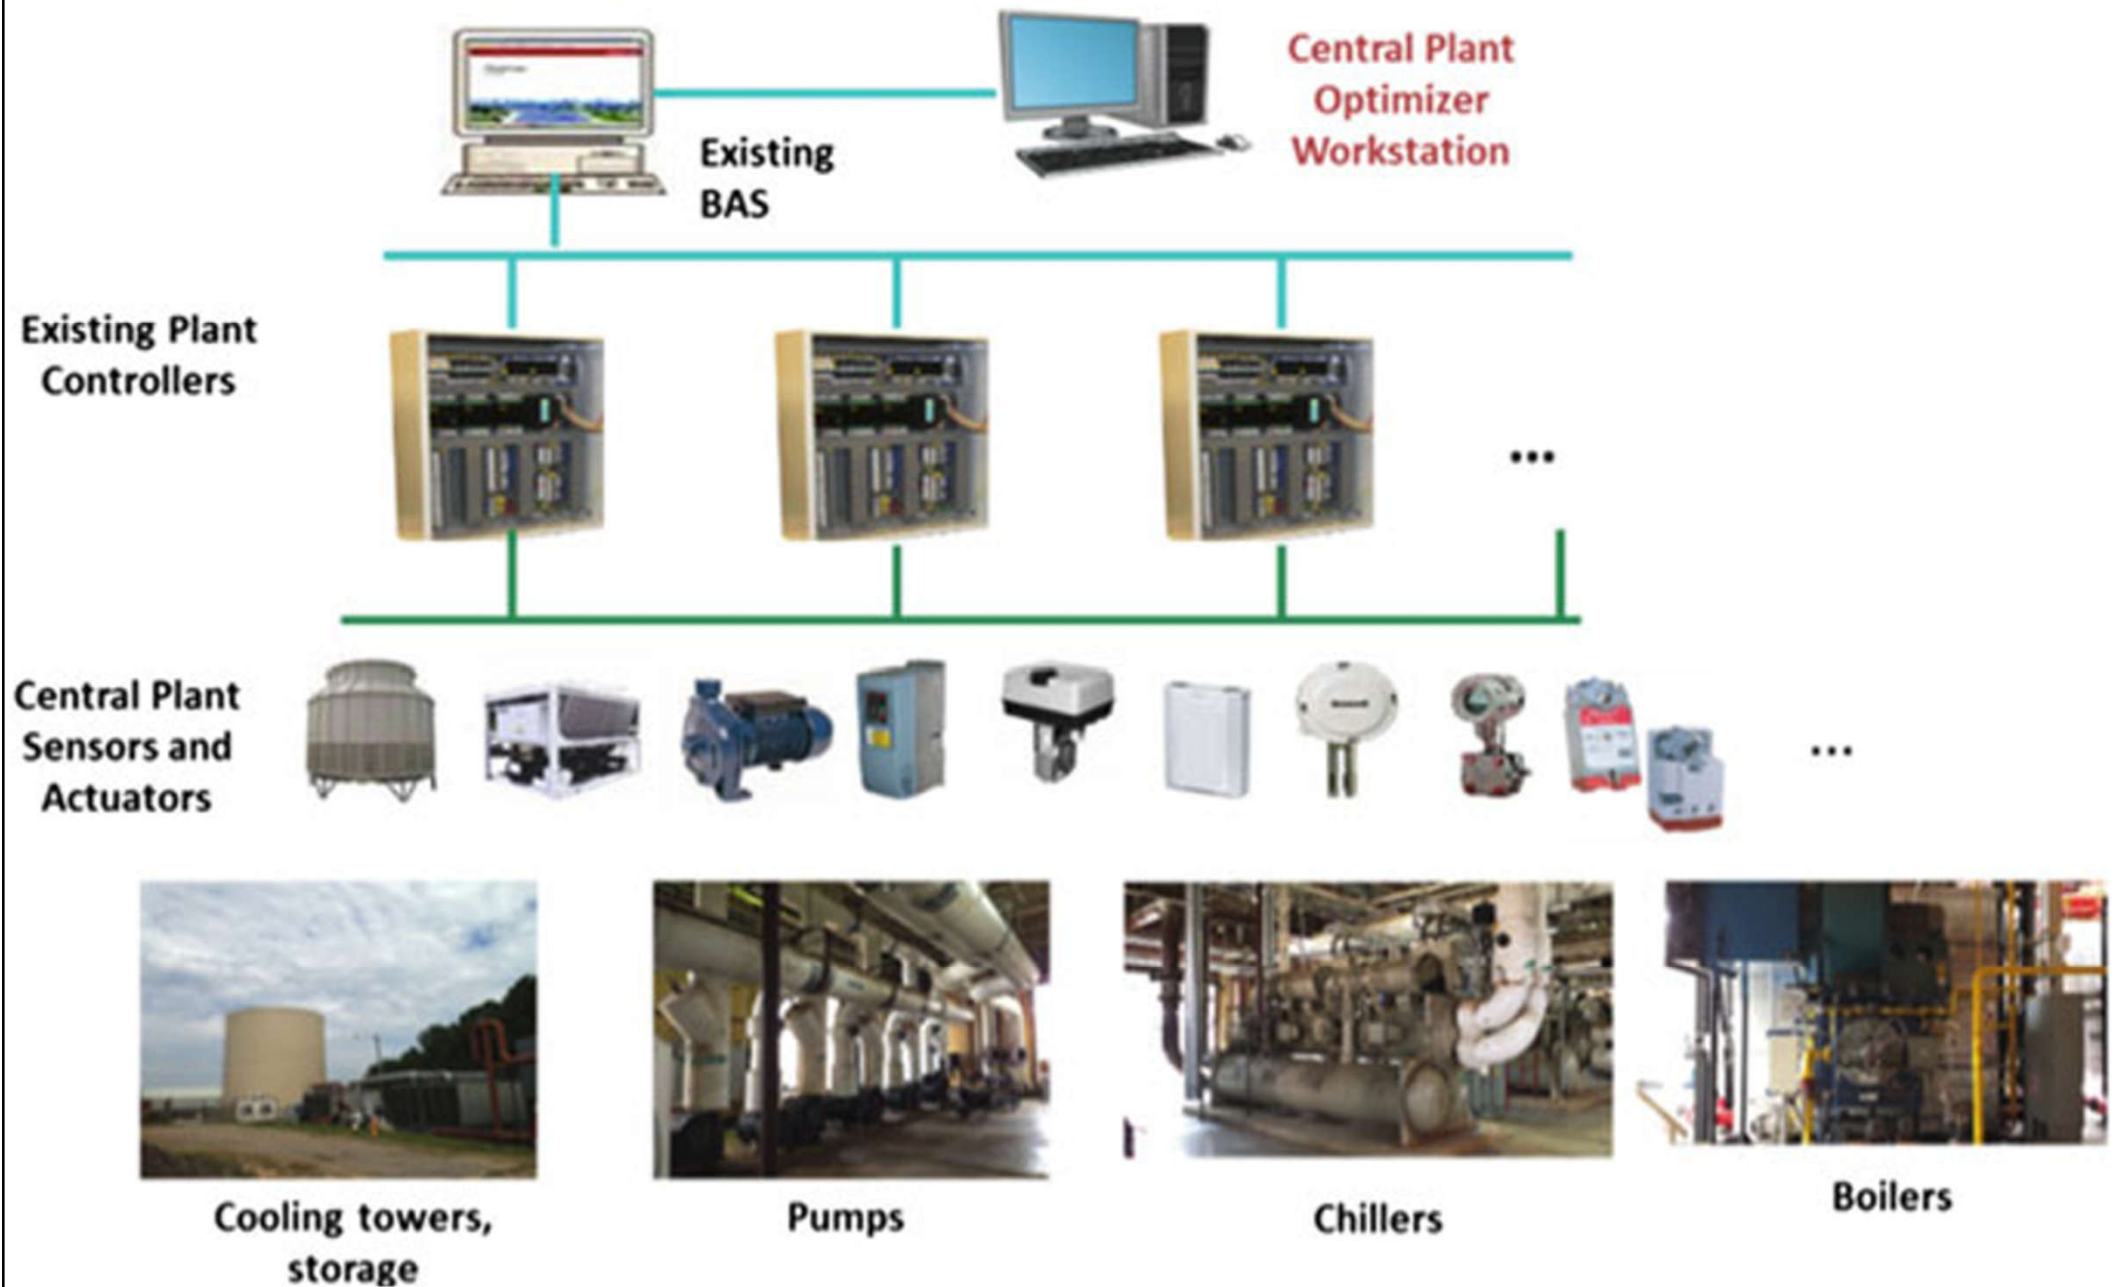 Central Plant
Optimizer
Workstation
Existing
BAS
Existing Plant
Controllers
...
Central Plant
Sensors and
Actuators
...
Cooling towers,
storage
Pumps
Chillers
Boilers